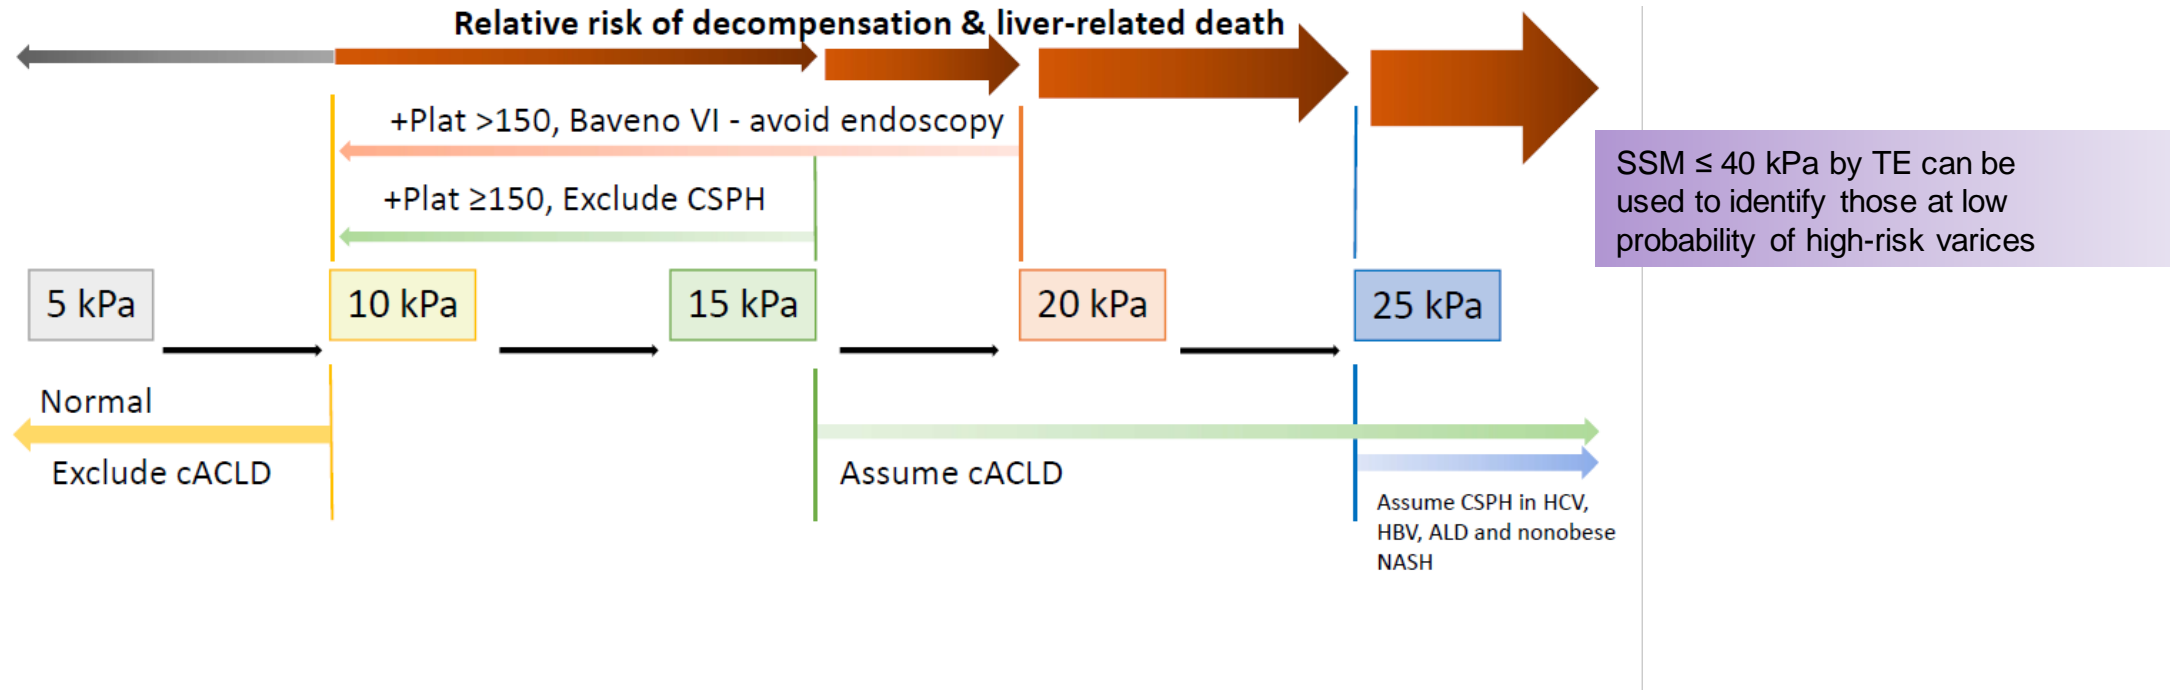 Relative risk of decompensation & liver-related death
+Plat >150, Baveno VI - avoid endoscopy
+Plat ≥150, Exclude CSPH
SSM ≤ 40 kPa by TE can be
used to identify those at low
probability of high-risk varices
5 kPa
10 kPa
15 kPa
20 kPa
25 kPa
Normal
Exclude cACLD
Assume cACLD
Assume CSPH in HCV,
HBV, ALD and nonobese
NASH